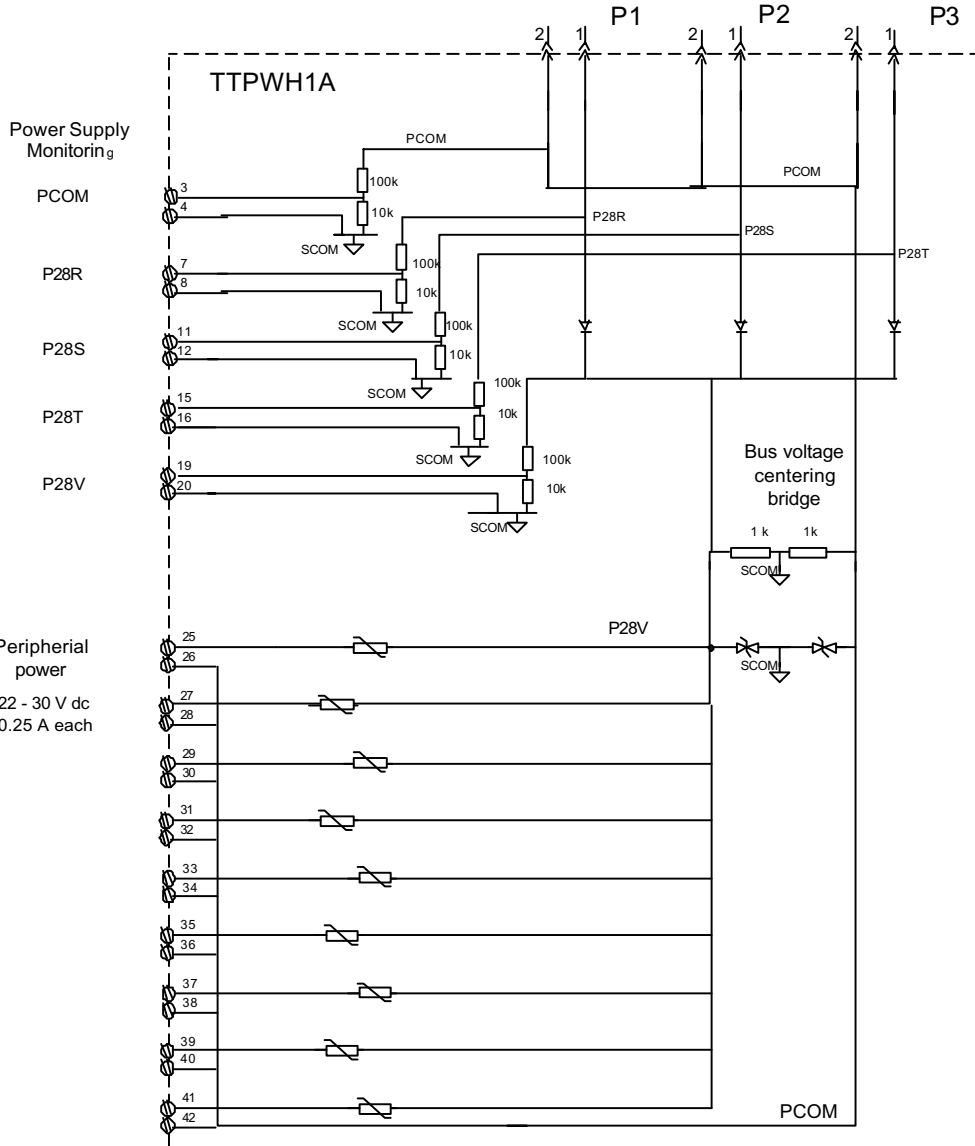 P1 P2 P3
2 1 2 1 2 1
TTPWH1A
Power Supply
Monitoring
PCOM
PCOM
PCOM
3
4
100k
10k
SCOM
P28R
P28S
P28T
P28R
7
8
100k
10k
SCOM
P28S
11
12
100k
10k
SCOM
P28T
15
16
100k
10k
SCOM
P28V
19
20
100k
10k
SCOM
Bus voltage
centering
bridge
1 k 1k
SCOM
Peripherial
power
22 - 30 V dc
0.25 A each
P28V
SCOM
25
26
27
28
29
30
31
32
33
34
35
36
37
38
39
40
41
42
PCOM